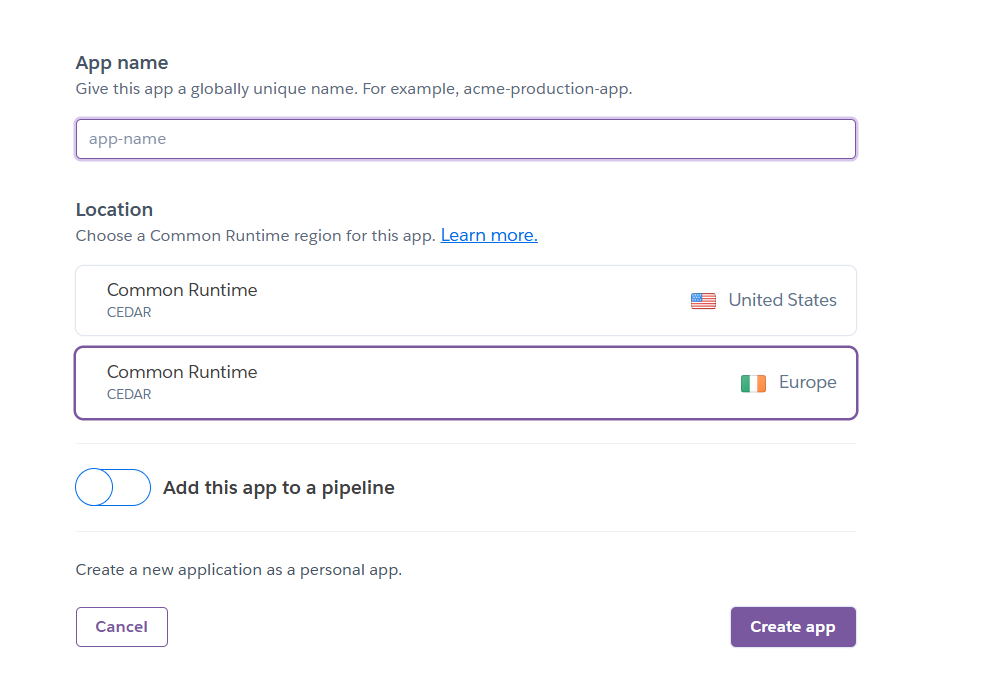 App name
Give this app a globally unique name. For example, acme-production-app.
app-name
Location
Choose a Common Runtime region for this app. Learn more.
Common Runtime
CEDAR
United States
Common Runtime
CEDAR
Europe
Add this app to a pipeline
Create a new application as a personal app.
Cancel
Create app